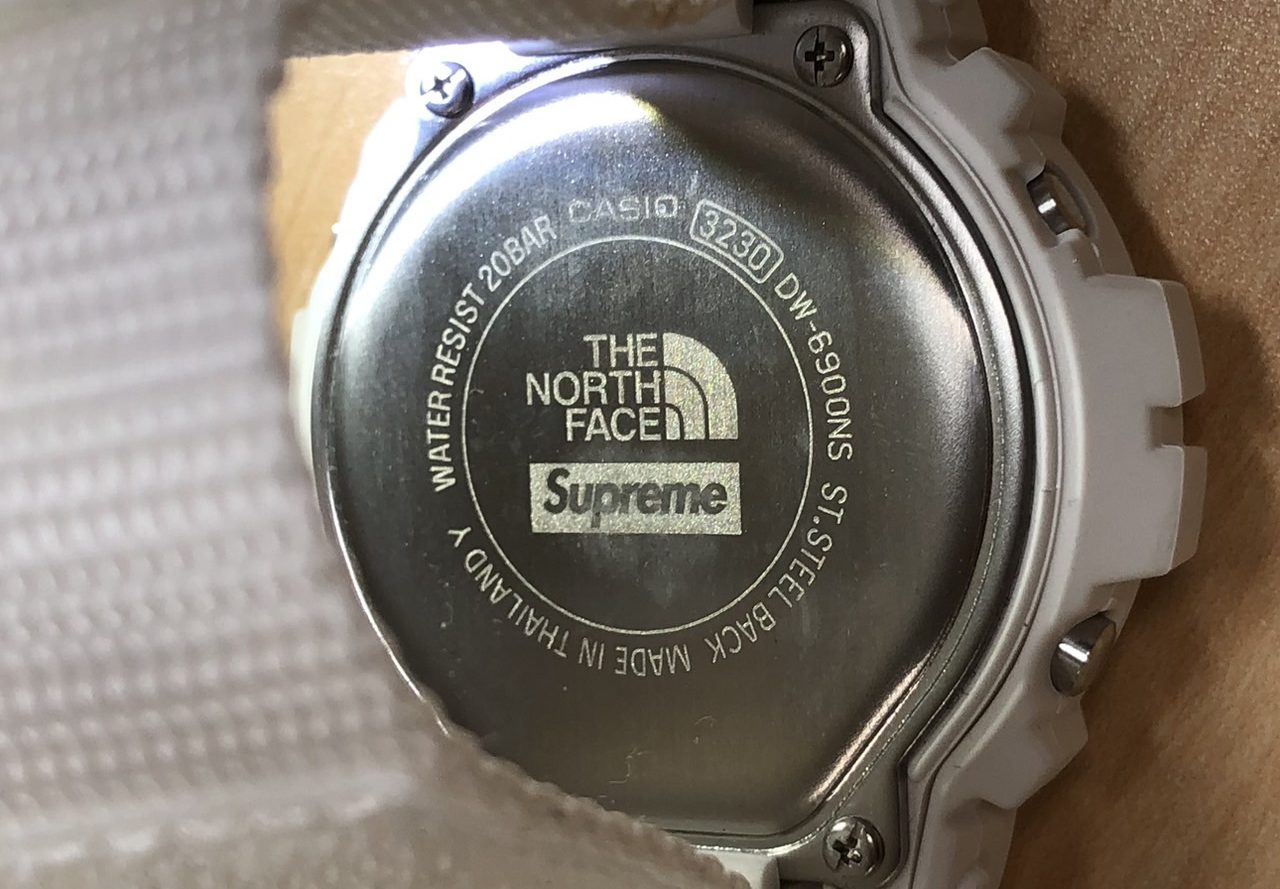 WATER RESIST 20BAR CASIO 3230 DW-6900NS ST.STEEL BACK MADE IN THAILAND Y
THE
NORTH
FACE
Supreme